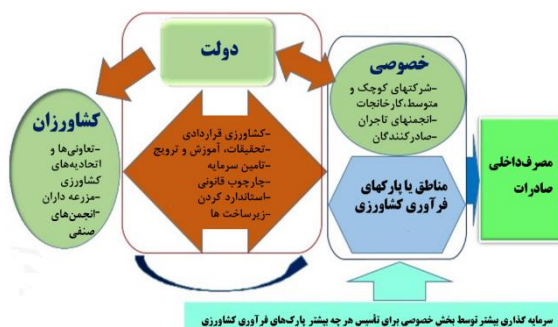 دولت
خصوصی
-شرکتهای کوچک و
متوسط،کارخانجات
-انجمنهای تاجران
-صادرکنندگان
کشاورزان
-تعاونی‌ها و
اتحادیه‌های
کشاورزی
-مزرعه داران
-انجمن‌های
صنفی
-کشاورزی قراردادی
-تحقیقات، آموزش و ترویج
-تامین سرمایه
-چارچوب قانونی
-استاندارد کردن
-زیرساخت ها
مناطق یا پارکهای
فرآوری کشاورزی
مصرف‌داخلی
صادرات
سرمایه گذاری بیشتر توسط بخش خصوصی برای تأسیس هر چه بیشتر پارک‌های فرآوری کشاورزی